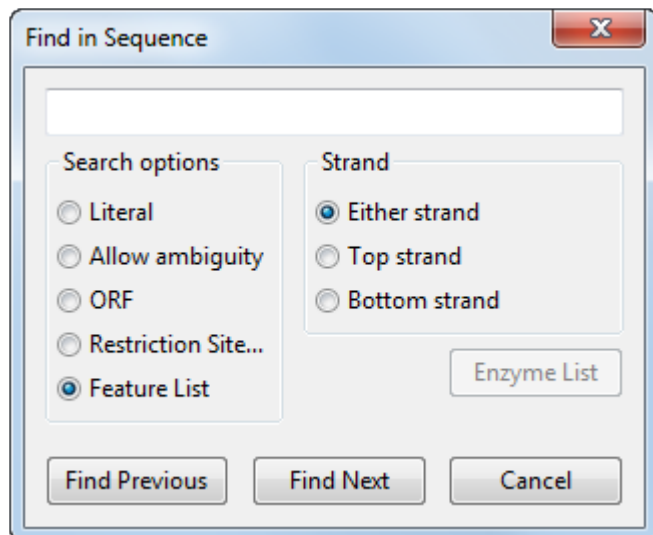 Find in Sequence
Search options
Literal
Allow ambiguity
ORF
Restriction Site...
Feature List
Strand
Either strand
Top strand
Bottom strand
Enzyme List
Find Previous
Find Next
Cancel